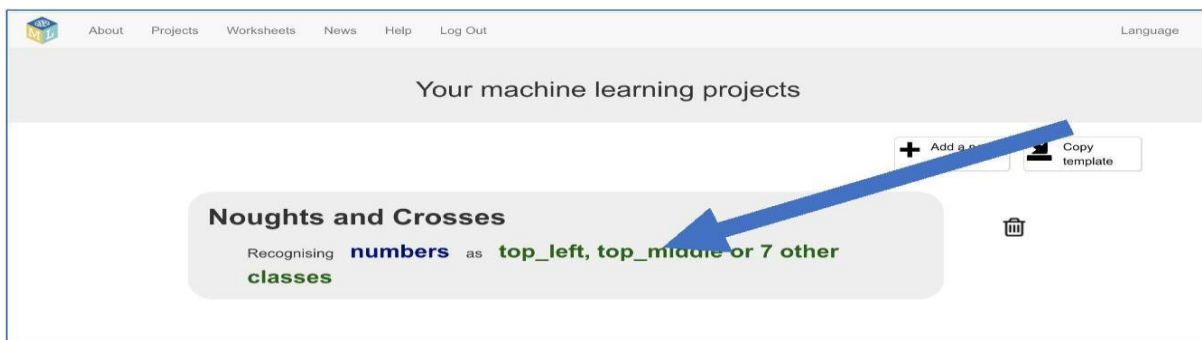 About Projects Worksheets News Help Log Out Language
Your machine learning projects
Add a
Copy
template
Noughts and Crosses
Recognising numbers as top_left, top_middle or 7 other
classes